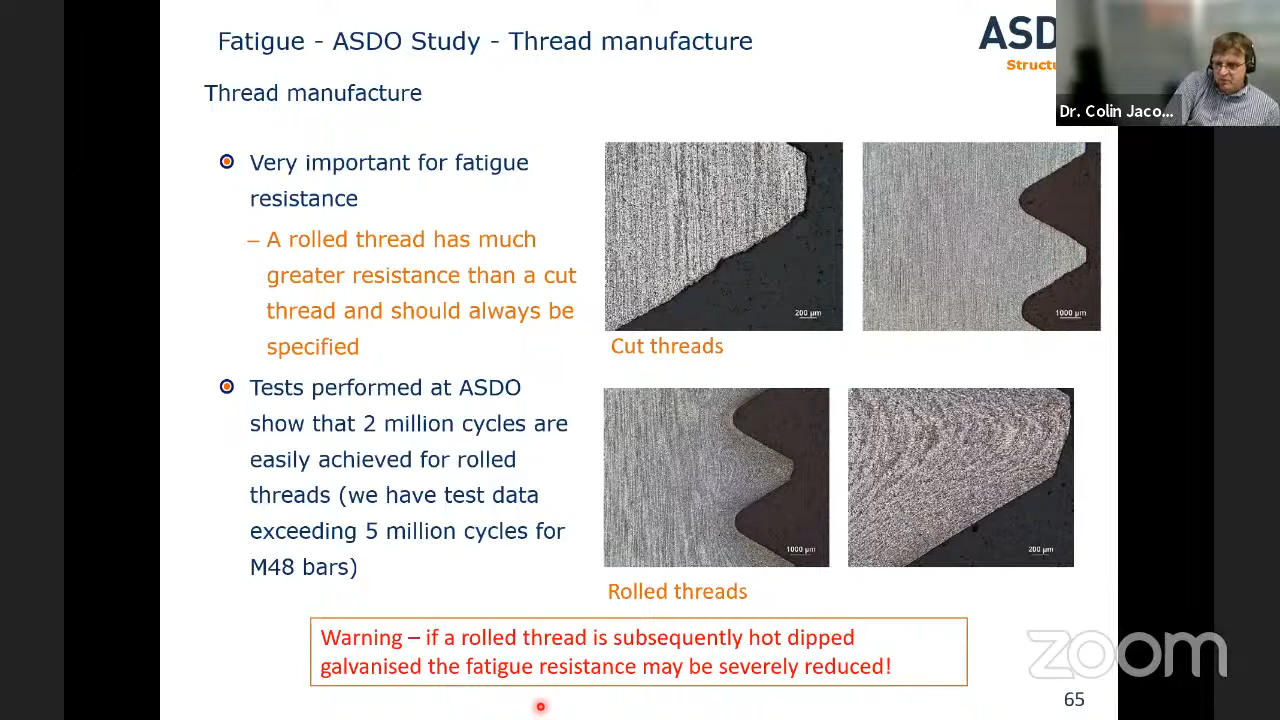 Fatigue - ASDO Study - Thread manufacture
ASD
Structu
Dr. Colin Jaco...
Thread manufacture
Very important for fatigue
resistance
– A rolled thread has much
greater resistance than a cut
thread and should always be
specified
Tests performed at ASDO
show that 2 million cycles are
easily achieved for rolled
threads (we have test data
exceeding 5 million cycles for
M48 bars)
200 µm
1000 µm
Cut threads
1000 µm
200 µm
Rolled threads
Warning – if a rolled thread is subsequently hot dipped
galvanised the fatigue resistance may be severely reduced!
zoom
65